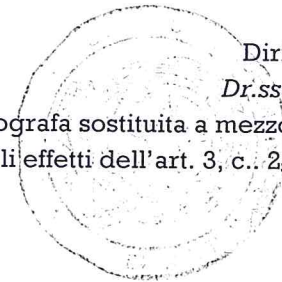 Dir
Dr.ss
ografa sostituita a mezzo
li effetti dell'art. 3, c.. 2,